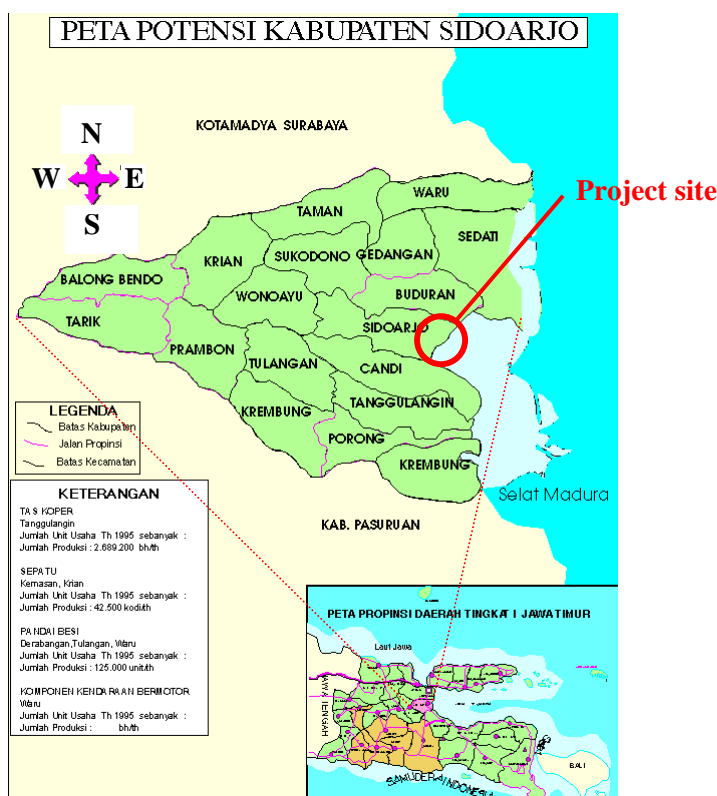 PETA POTENSI KABUPATEN SIDOARJO
KOTAMADYA SURABAYA
N
W E
S
Project site
WARU
TAMAN
SEDATI
SUKODONO
GEDANGAN
KRIAN
BALONG BENDO
WONOAYU
BUDURAN
TARIK
SIDOARJO
PRAMBON
TULANGAN
CANDI
KREMBUNG
TANGGULANGIN
PORONG
KREMBUNG
LEGENDA
Batas Kabupaten
Jalan Propinsi
Batas Kecamatan
Selat Madura
KAB. PASURUAN
KETERANGAN
TAS KOPER
Tanggulangin
Jumlah Unit Usaha Th 1995 sebanyak :
Jumlah Produksi : 2.689.200 bh/th
SEPATU
Kemasan, Krian
Jumlah Unit Usaha Th 1995 sebanyak :
Jumlah Produksi : 42.500 kodi/th
PANDAI BESI
Derabangan,Tulangan, Waru
Jumlah Unit Usaha Th 1995 sebanyak :
Jumlah Produksi : 125.000 unit/th
KOMPONEN KENDARAAN BERMOTOR
Waru
Jumlah Unit Usaha Th 1995 sebanyak :
Jumlah Produksi : bh/th
PETA PROPINSI DAERAH TINGKAT I JAWA TIMUR
Laut Jawa
JAWA TENGAH
BALI
SAMUDERA INDONESIA